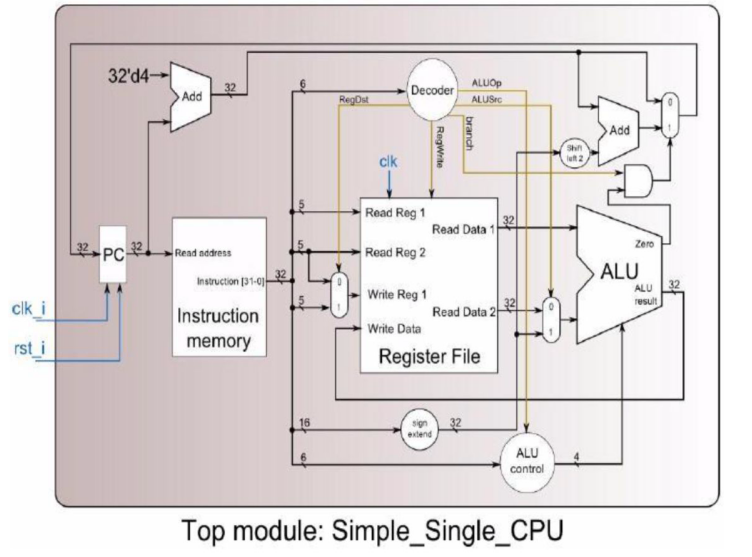 32'd4
Add
32
6
Decoder
ALUOp
ALUSrc
RegDst
branch
RegWrite
clk
0
1
Add
Shift
left 2
5
Read Reg 1
Read Data 1
32
5
Read Reg 2
32
PC
32
Read address
Instruction [31-0]
32
Instruction
memory
0
1
5
Write Reg 1
Write Data
Read Data 2
32
0
1
Register File
ALU
Zero
ALU
result
32
clk_i
rst_i
16
sign
extend
32
6
ALU
control
4
Top module: Simple_Single_CPU